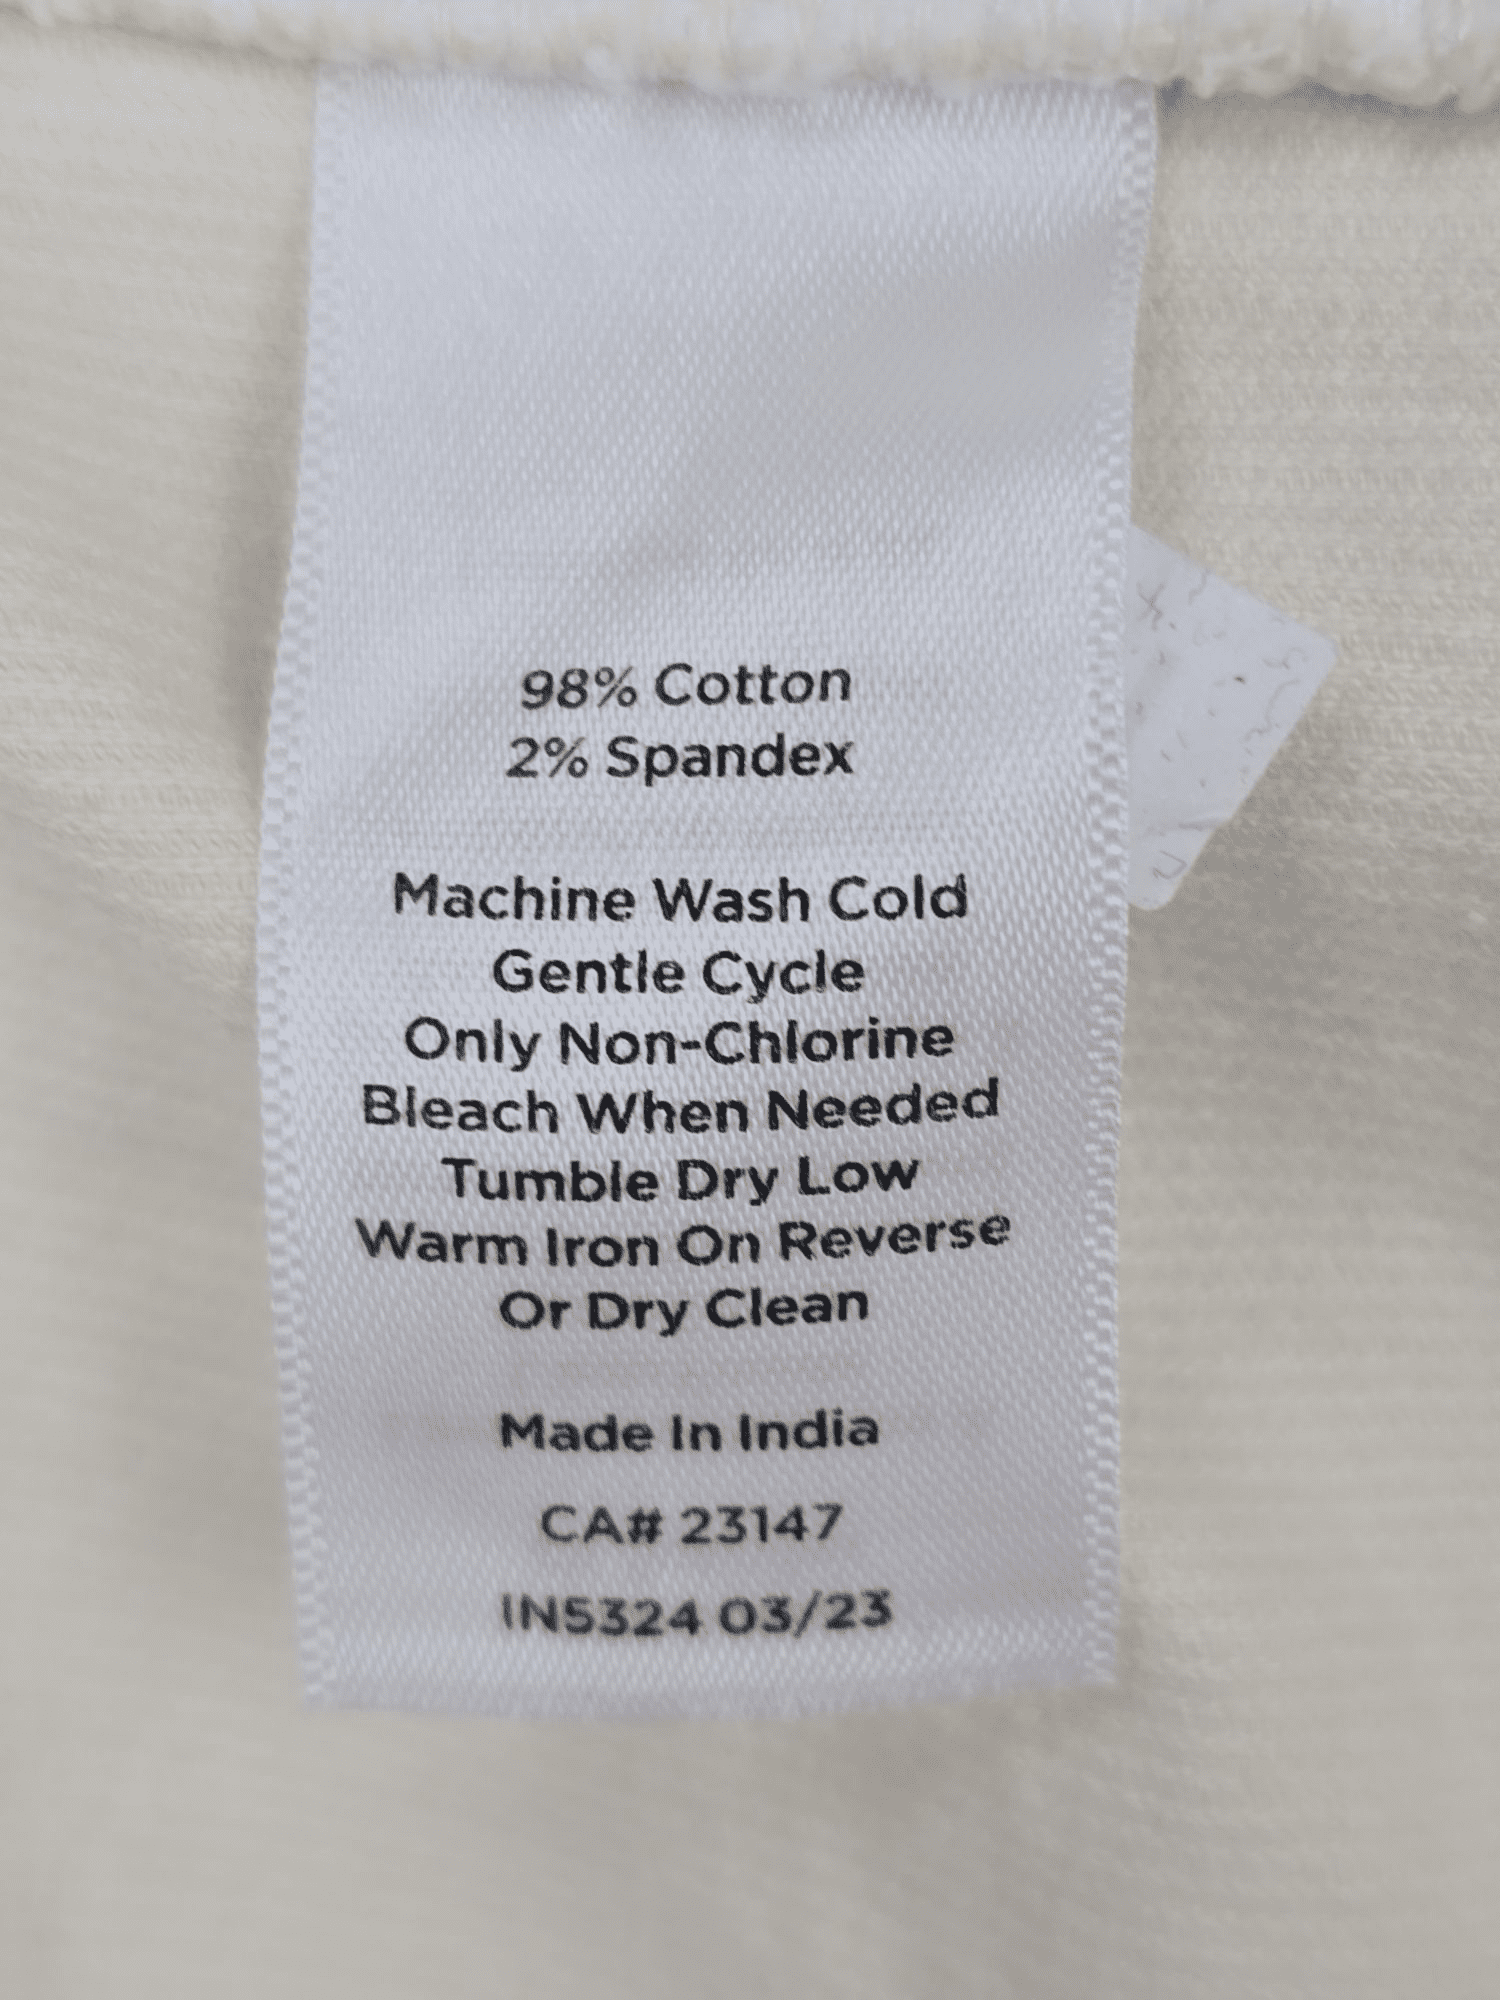 98% Cotton
2% Spandex
Machine Wash Cold
Gentle Cycle
Only Non-Chlorine
Bleach When Needed
Tumble Dry Low
Warm Iron On Reverse
Or Dry Clean
Made In India
CA# 23147
IN5324 03/23